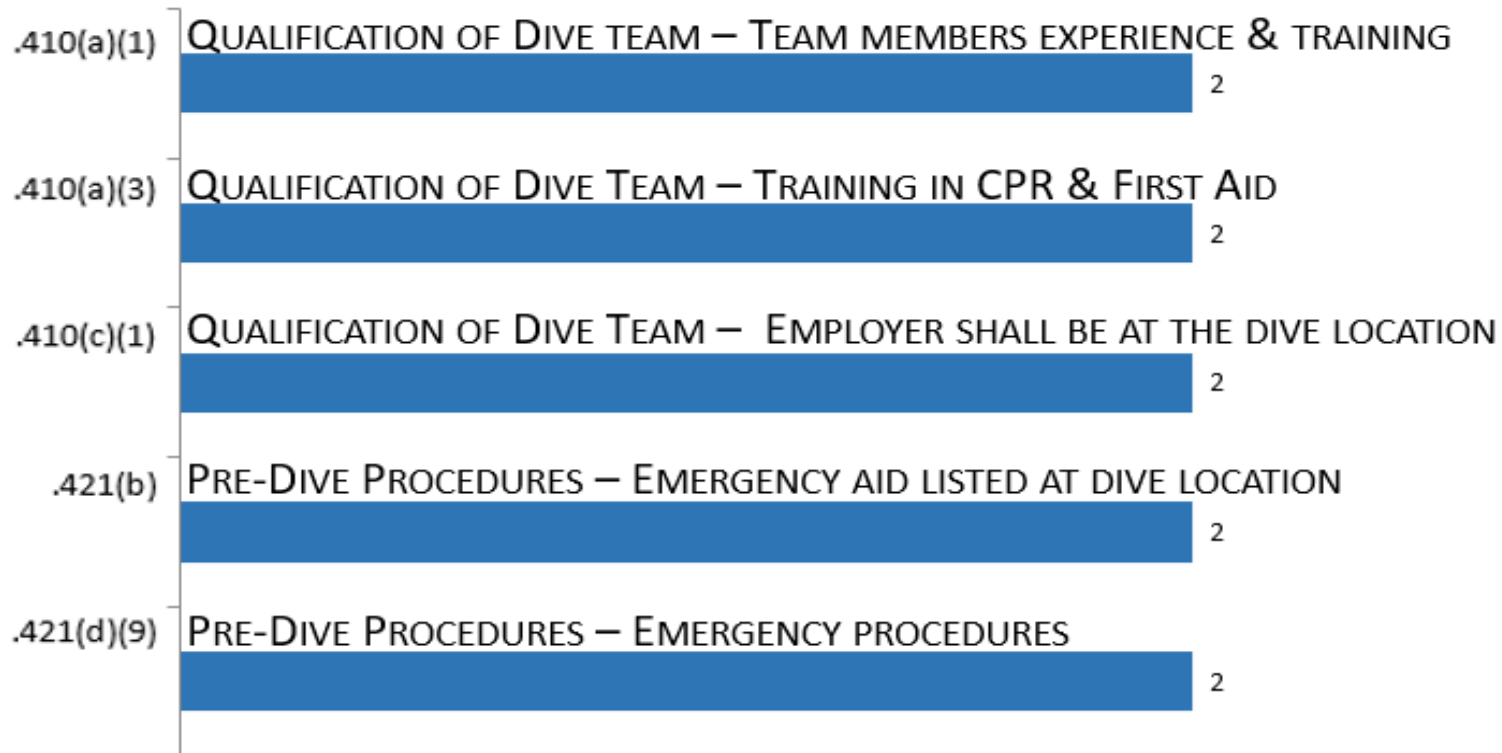 .410(a)(1) QUALIFICATION OF DIVE TEAM – TEAM MEMBERS EXPERIENCE & TRAINING
2
.410(a)(3) QUALIFICATION OF DIVE TEAM – TRAINING IN CPR & FIRST AID
2
.410(c)(1) QUALIFICATION OF DIVE TEAM – EMPLOYER SHALL BE AT THE DIVE LOCATION
2
.421(b) PRE-DIVE PROCEDURES – EMERGENCY AID LISTED AT DIVE LOCATION
2
.421(d)(9) PRE-DIVE PROCEDURES – EMERGENCY PROCEDURES
2